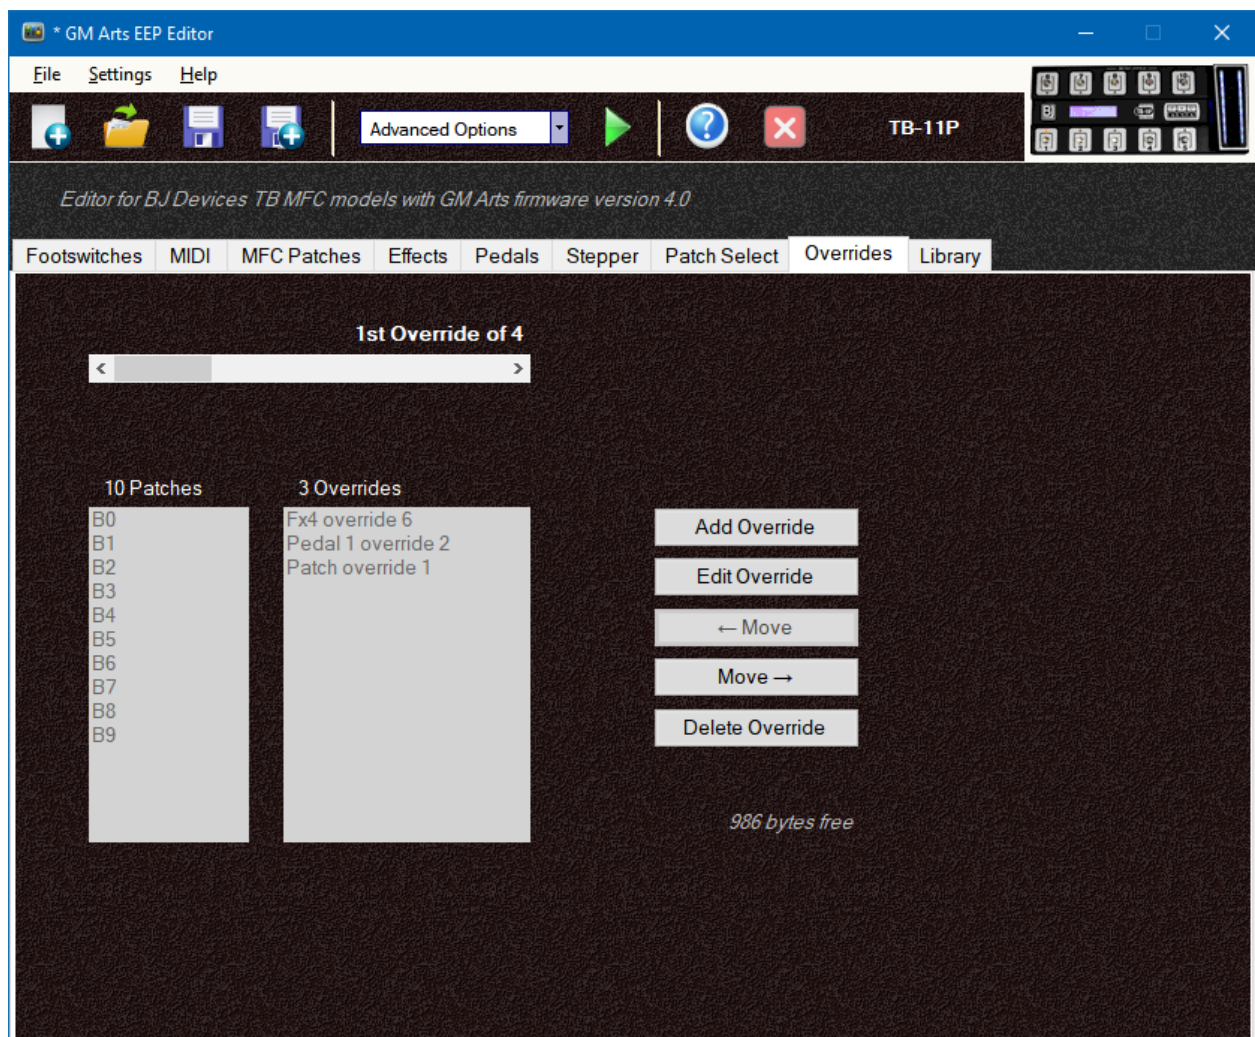 * GM Arts EEP Editor
File Settings Help
Advanced Options
TB-11P
Editor for BJ Devices TB MFC models with GM Arts firmware version 4.0
Footswitches MIDI MFC Patches Effects Pedals Stepper Patch Select Overrides Library
1st Override of 4
10 Patches 3 Overrides
B0 Fx4 override 6
B1 Pedal 1 override 2
B2 Patch override 1
B3
B4
B5
B6
B7
B8
B9
Add Override
Edit Override
← Move
Move →
Delete Override
986 bytes free